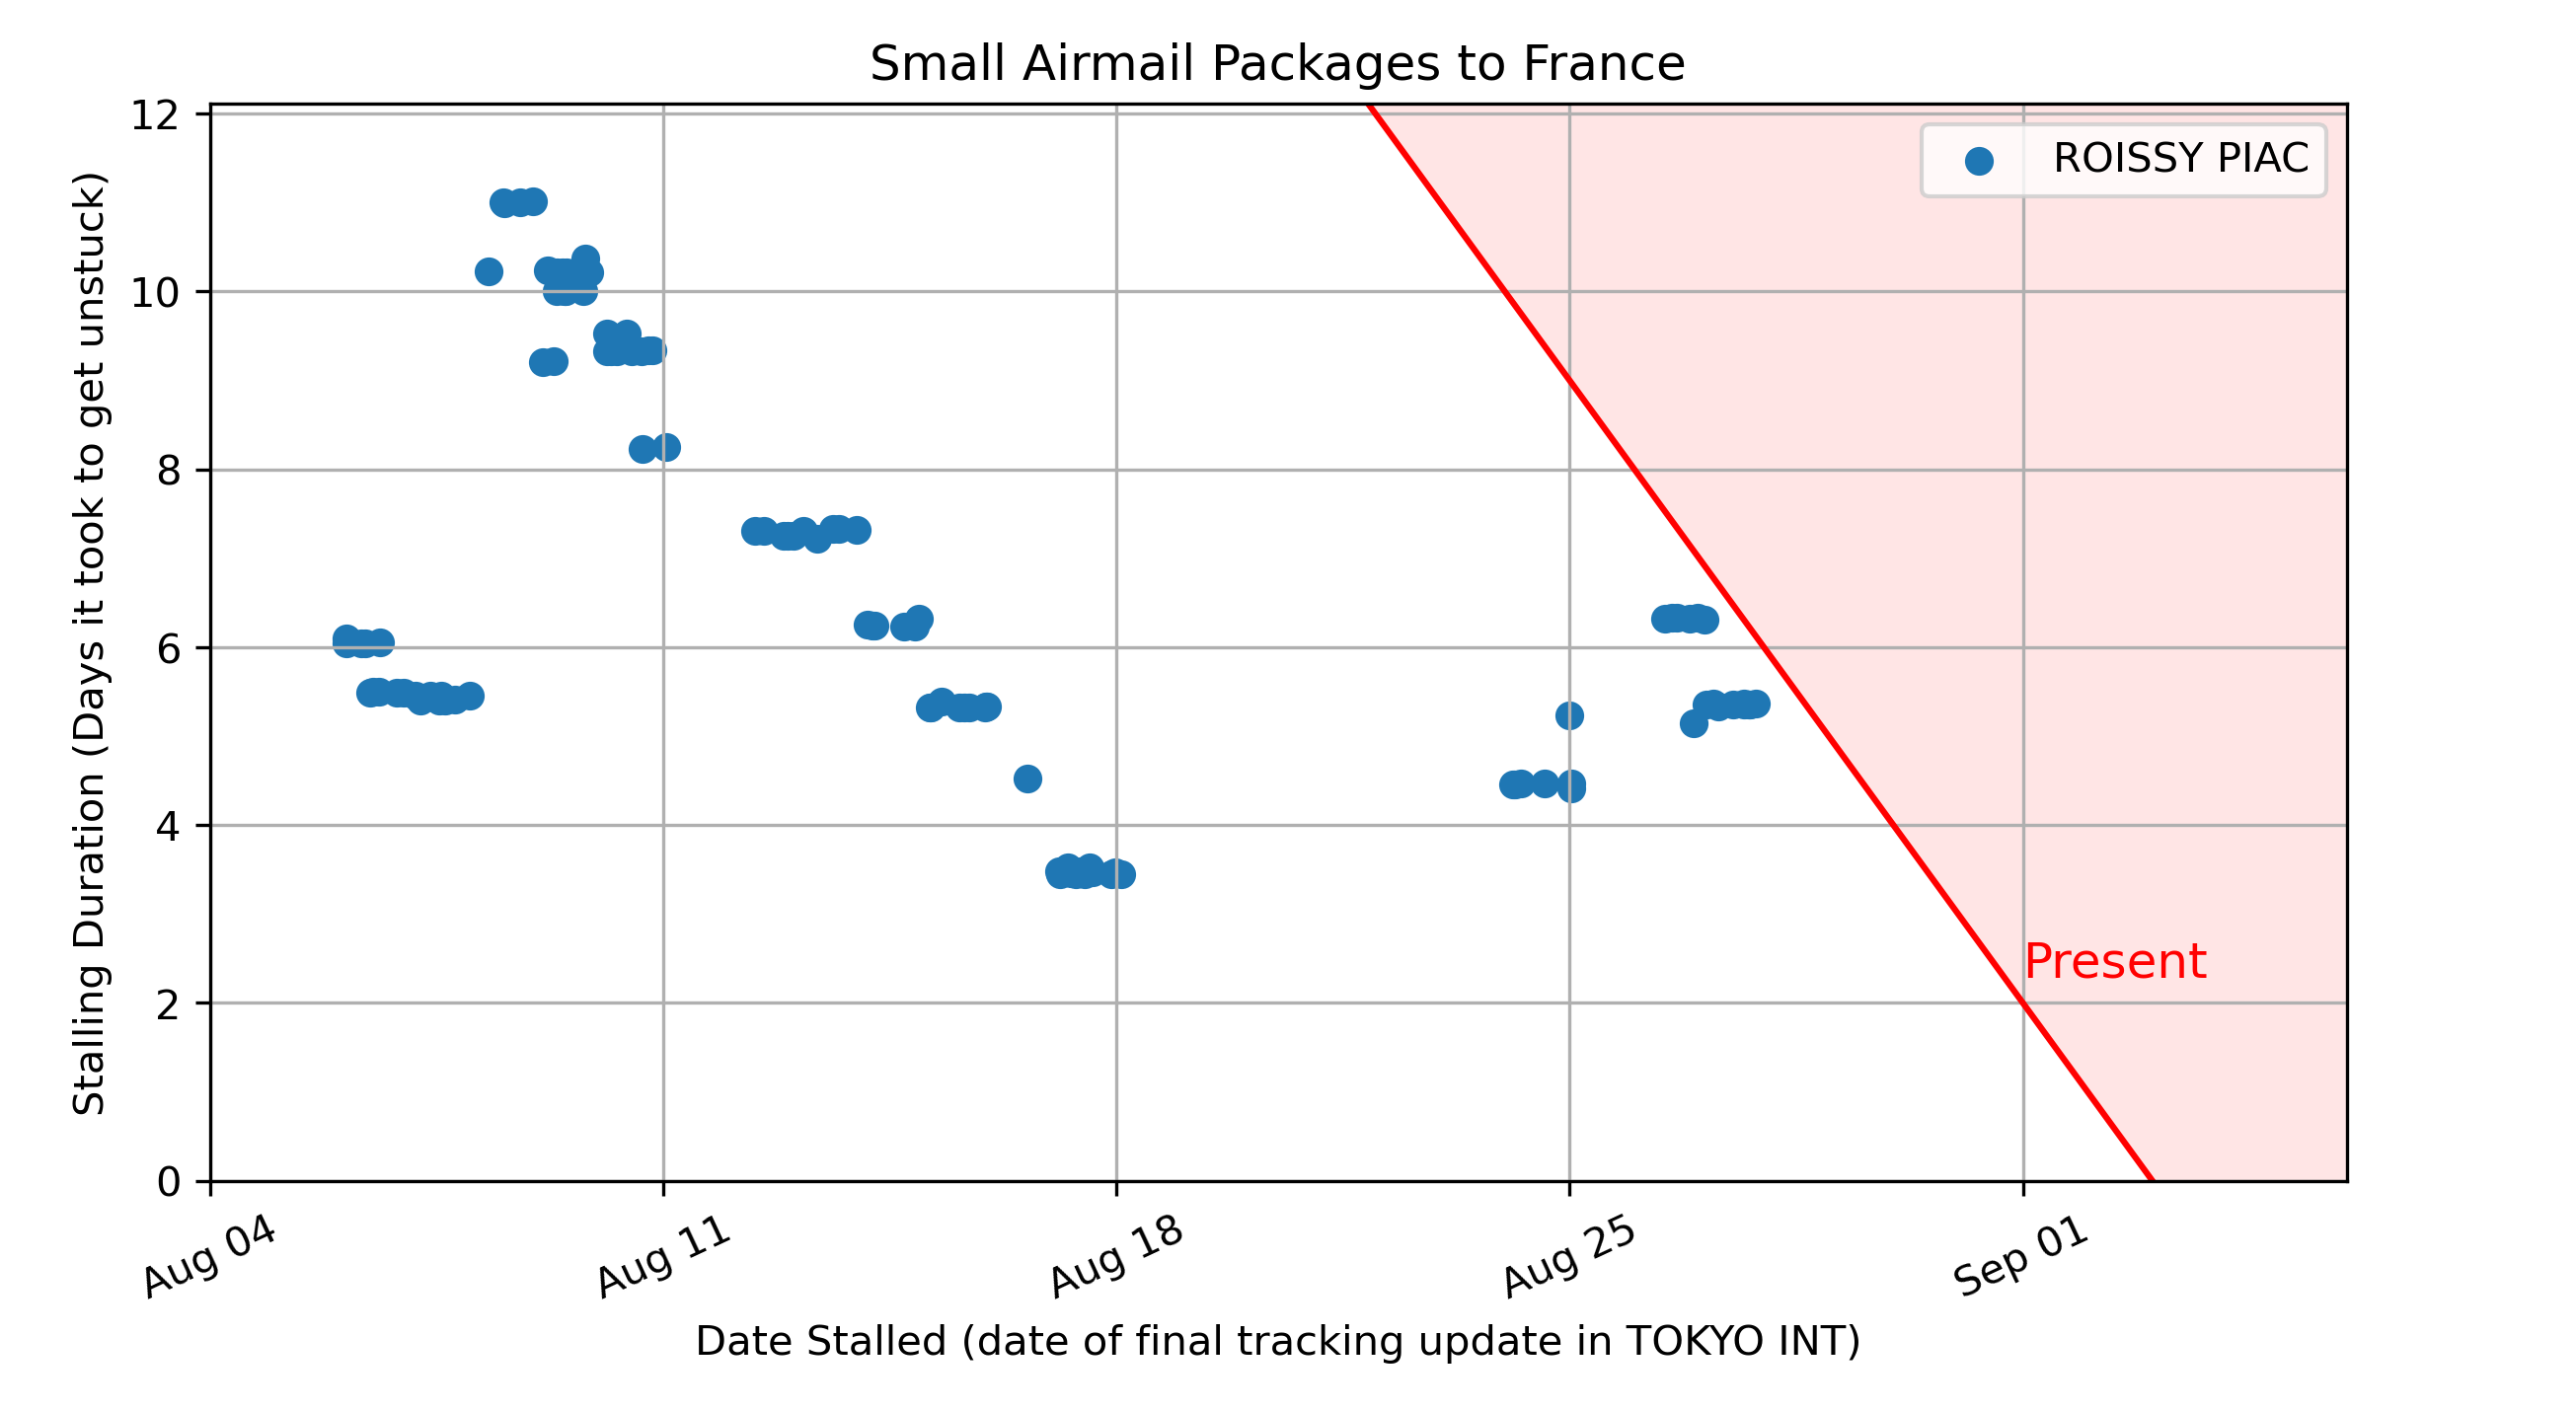 Small Airmail Packages to France
Stalling Duration (Days it took to get unstuck)
12
10
8
6
4
2
0
ROISSY PIAC
Present
Aug 04
Aug 11
Aug 18
Aug 25
Sep 01
Date Stalled (date of final tracking update in TOKYO INT)